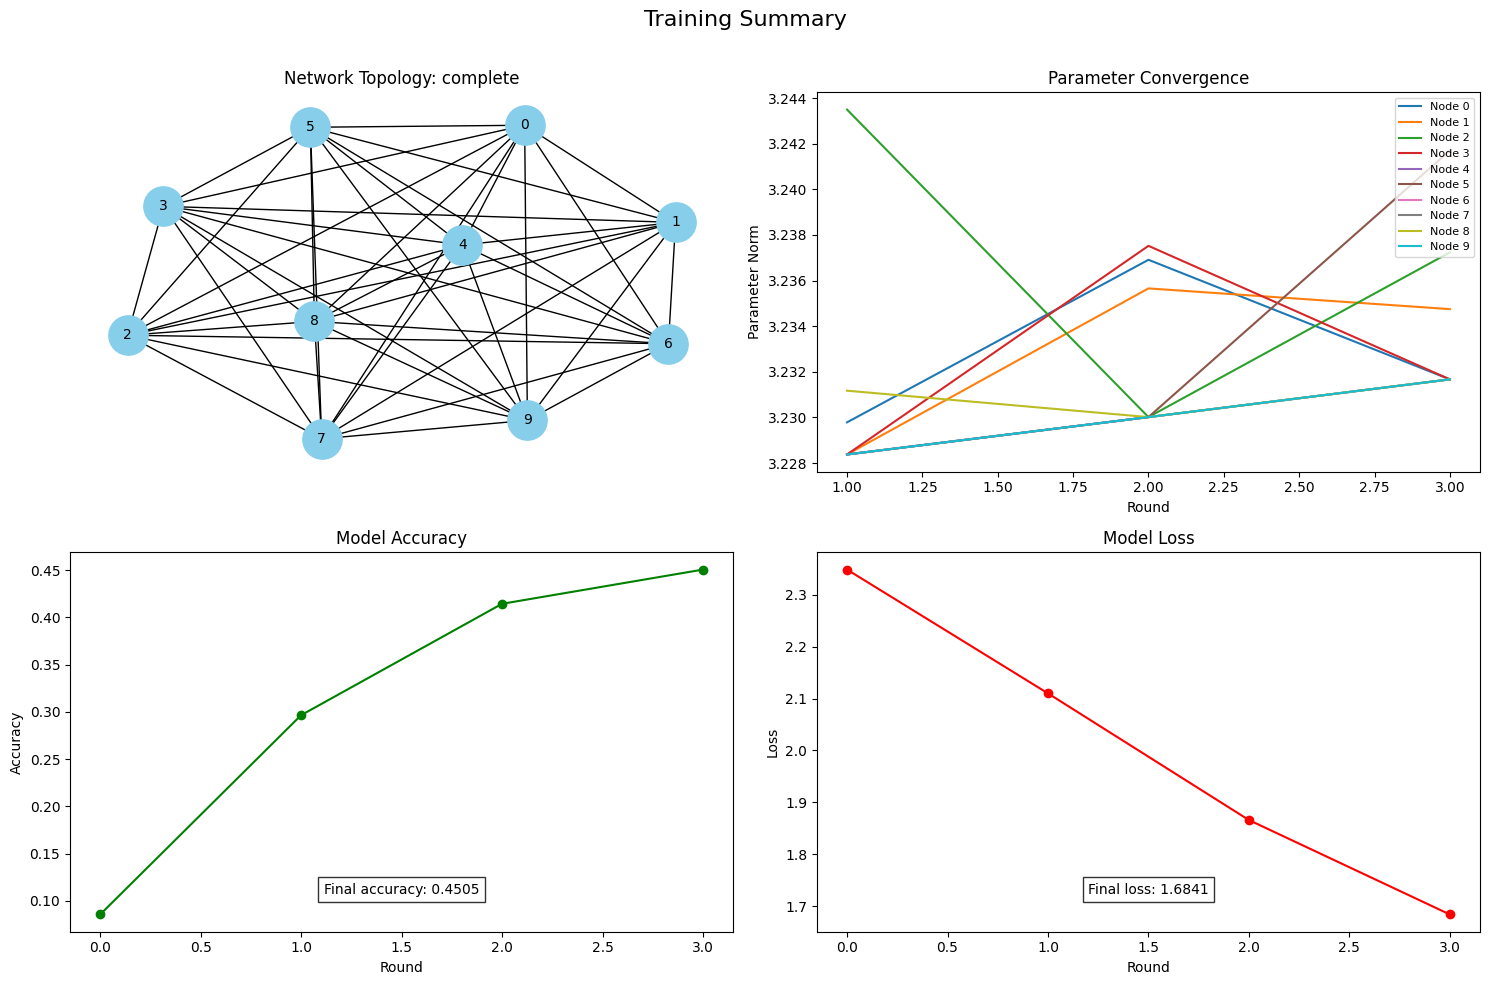 Training Summary
Network Topology: complete
5
0
3
1
4
8
2
6
9
7
Parameter Convergence
3.244
3.242
3.240
3.238
3.236
3.234
3.232
3.230
3.228
Parameter Norm
Node 0
Node 1
Node 2
Node 3
Node 4
Node 5
Node 6
Node 7
Node 8
Node 9
1.00 1.25 1.50 1.75 2.00 2.25 2.50 2.75 3.00
Round
Model Accuracy
0.45
0.40
0.35
0.30
0.25
0.20
0.15
0.10
Accuracy
Final accuracy: 0.4505
0.0 0.5 1.0 1.5 2.0 2.5 3.0
Round
Model Loss
2.3
2.2
2.1
2.0
1.9
1.8
1.7
Loss
Final loss: 1.6841
0.0 0.5 1.0 1.5 2.0 2.5 3.0
Round